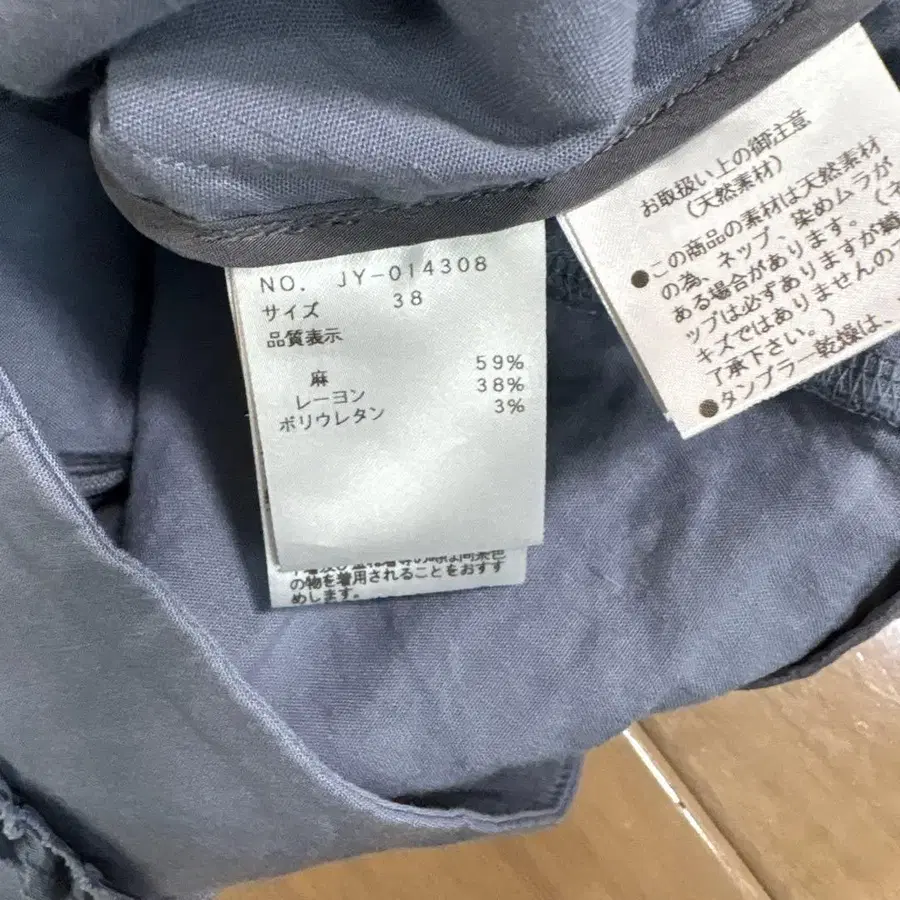 NO. JY-014308
サイズ 38
品質表示
麻 59%
レーヨン 38%
ポリウレタン 3%
の物を着用されることをおすす
めします。
お取扱い上の御注意
(天然素材)
●この商品の素材は天然素材
の為、ネップ、染めムラが
ある場合があります。(ネ
ップは必ずありますが織
キズではありませんので
了承下さい。)
●タンブラー乾燥は、